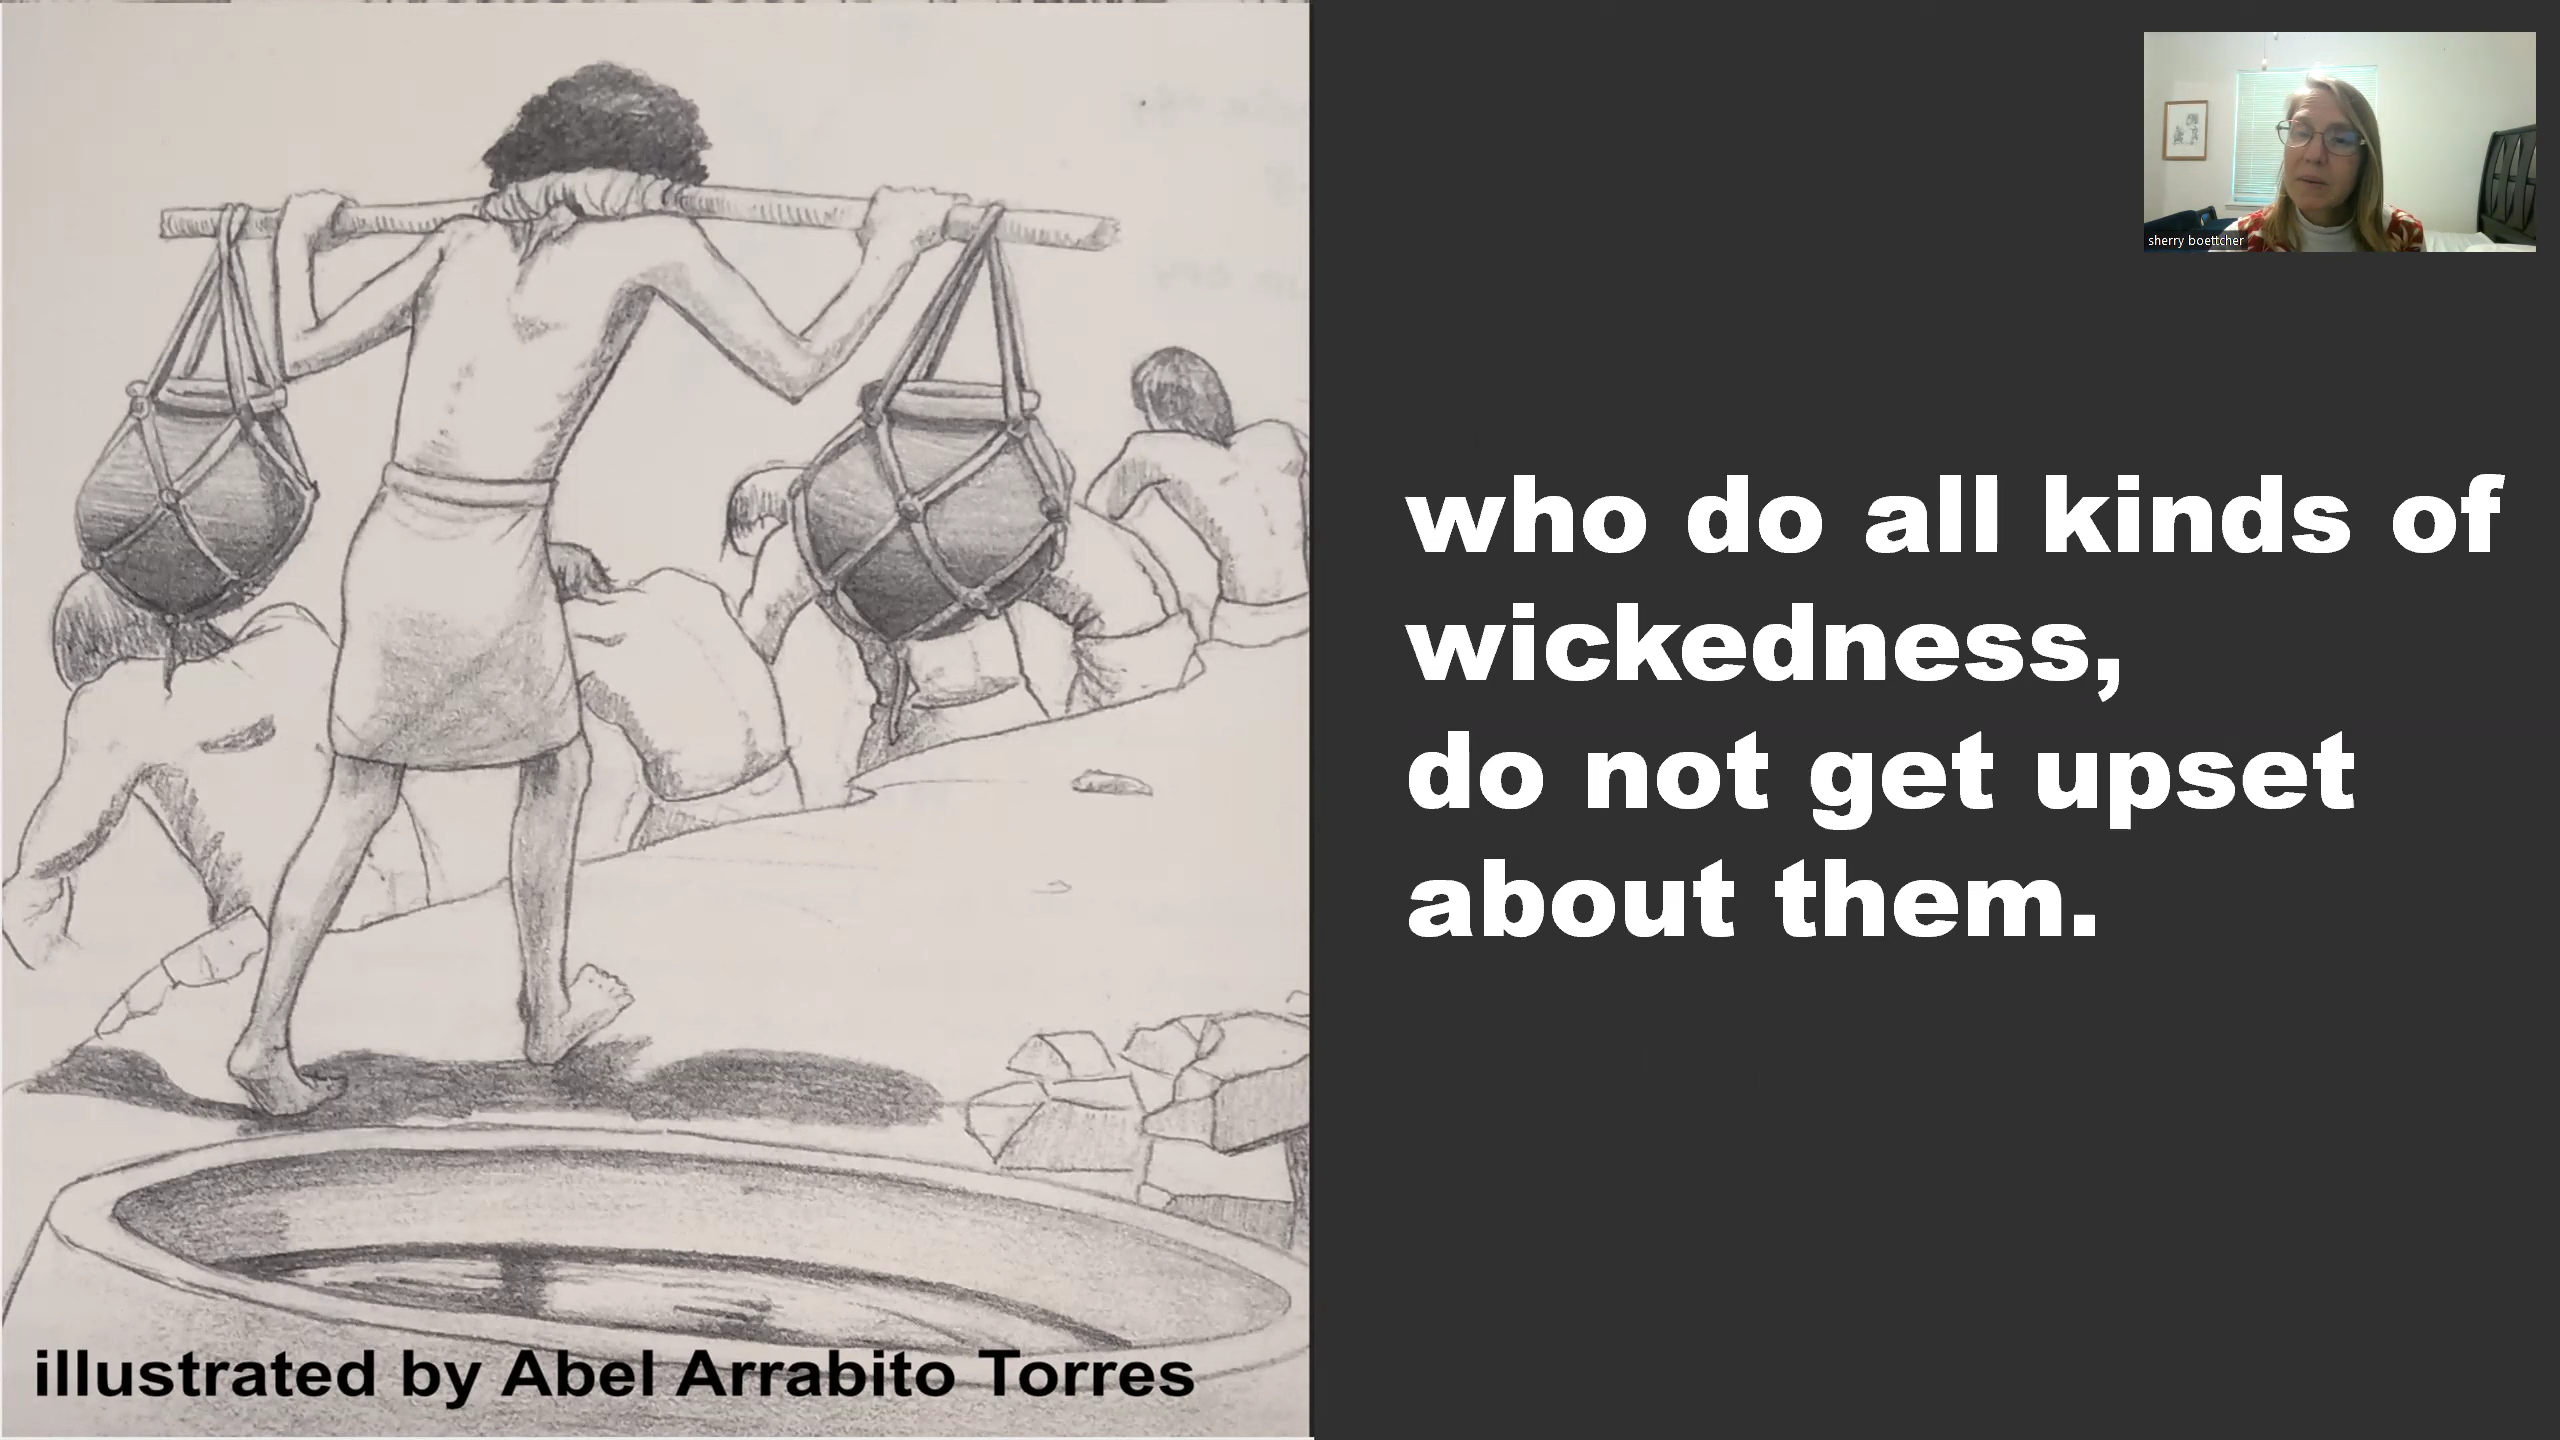 sherry boettcher
who do all kinds of
wickedness,
do not get upset
about them.
illustrated by Abel Arrabito Torres